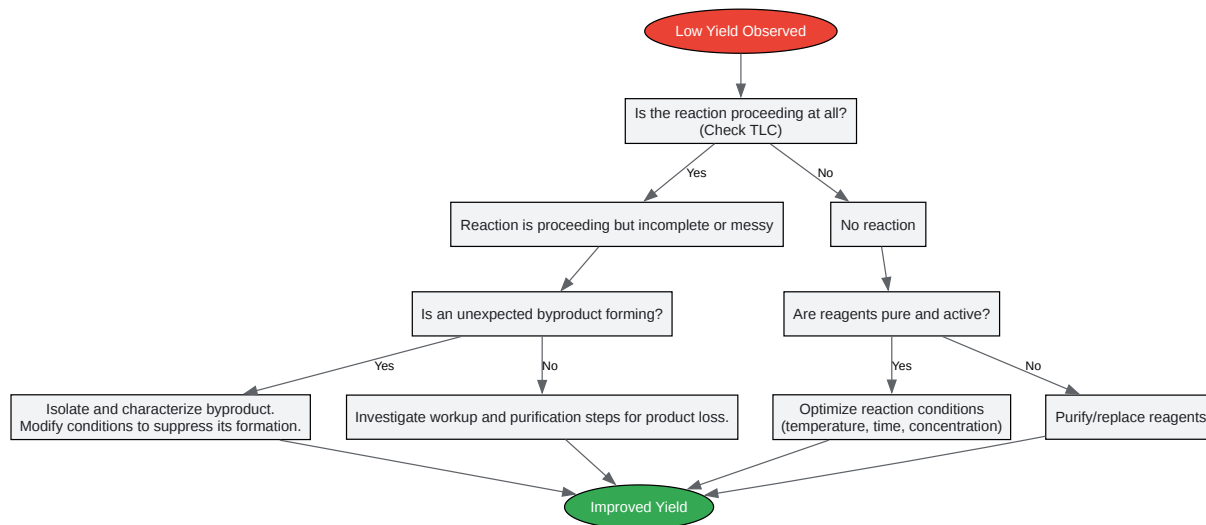 Low Yield Observed
Is the reaction proceeding at all?
(Check TLC)
Yes
No
Reaction is proceeding but incomplete or messy
No reaction
Is an unexpected byproduct forming?
Are reagents pure and active?
Yes
No
Yes
No
Isolate and characterize byproduct.
Modify conditions to suppress its formation.
Investigate workup and purification steps for product loss.
Optimize reaction conditions
(temperature, time, concentration)
Purify/replace reagents
Improved Yield